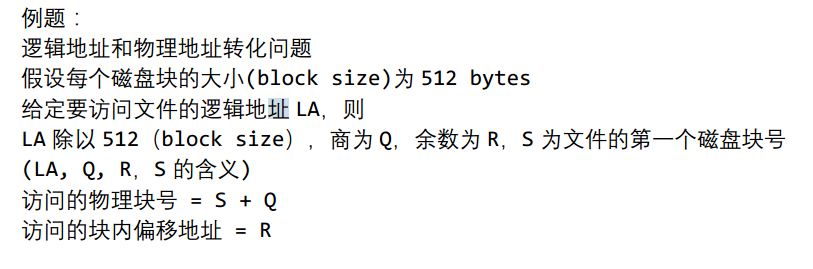 例题：
逻辑地址和物理地址转化问题
假设每个磁盘块的大小(block size)为 512 bytes
给定要访问文件的逻辑地址 LA，则
LA 除以 512（block size），商为 Q，余数为 R，S 为文件的第一个磁盘块号
(LA, Q, R, S 的含义)
访问的物理块号 = S + Q
访问的块内偏移地址 = R